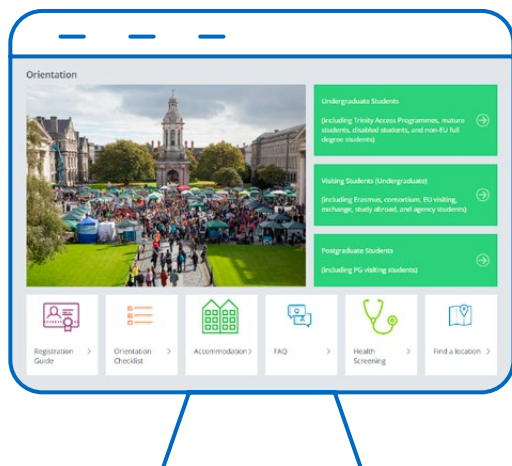 Orientation
Undergraduate Students
(including Trinity Access Programmes, mature
students, disabled students, and non-EU full
degree students)
Visiting Students (Undergraduate)
(including Erasmus, consortium, EU visiting,
exchange, study abroad, and agency students)
Postgraduate Students
(including PG visiting students)
Registration
Guide
Orientation
Checklist
Accommodation
Q
A
FAQ
Health
Screening
Find a location